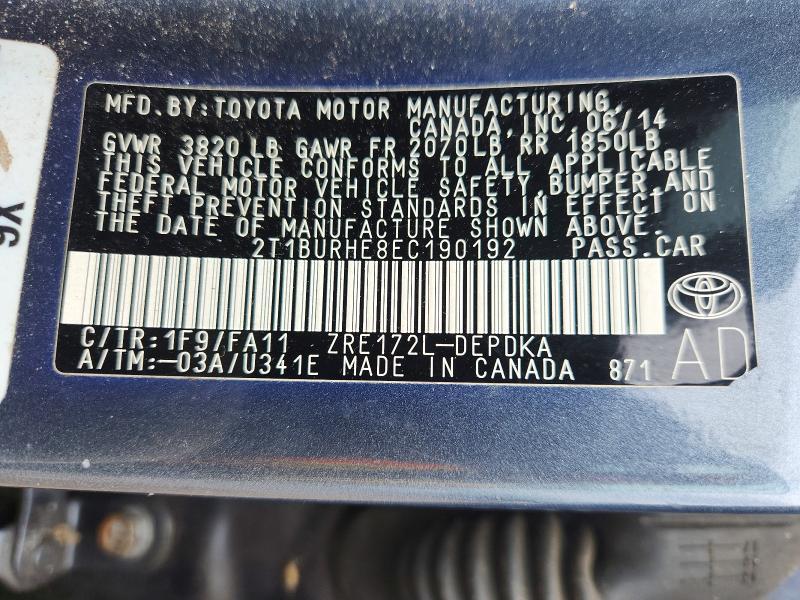 MFD.BY:TOYOTA MOTOR MANUFACTURING,
CANADA,INC. 06/14
GVWR 3820 LB GAWR FR 2070LB RR 1850LB
THIS VEHICLE CONFORMS TO ALL APPLICABLE
FEDERAL MOTOR VEHICLE SAFETY,BUMPER,AND
THEFT PREVENTION STANDARDS IN EFFECT ON
THE DATE OF MANUFACTURE SHOWN ABOVE.
2T1BURHE8EC190192 PASS.CAR
C/TR:1F9/FA11 ZRE172L-DEPDKA
A/TM:-03A/U341E MADE IN CANADA 871
AD